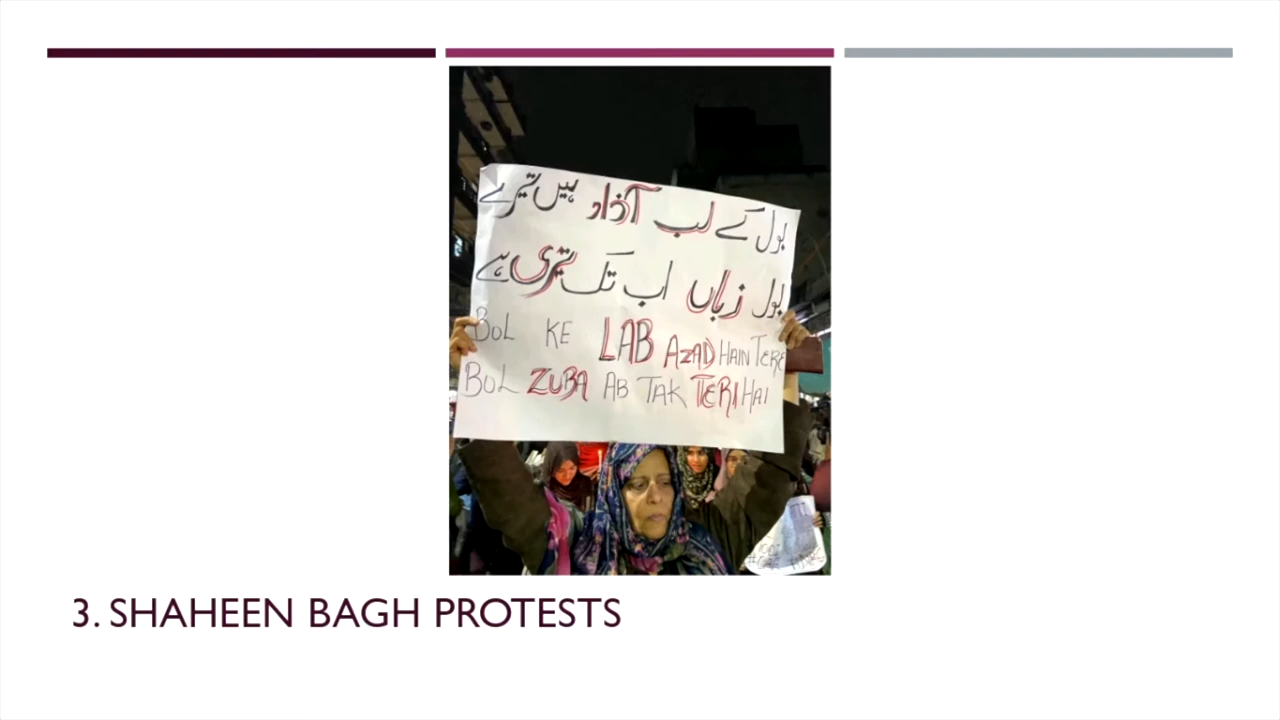 بول کے لب آذاد ہیں تیرے
بول زباں اب تک تیری ہے
BOL KE LAB AZAD HAIN TERE
BOL ZUBA AB TAK TERI HAI
3. SHAHEEN BAGH PROTESTS